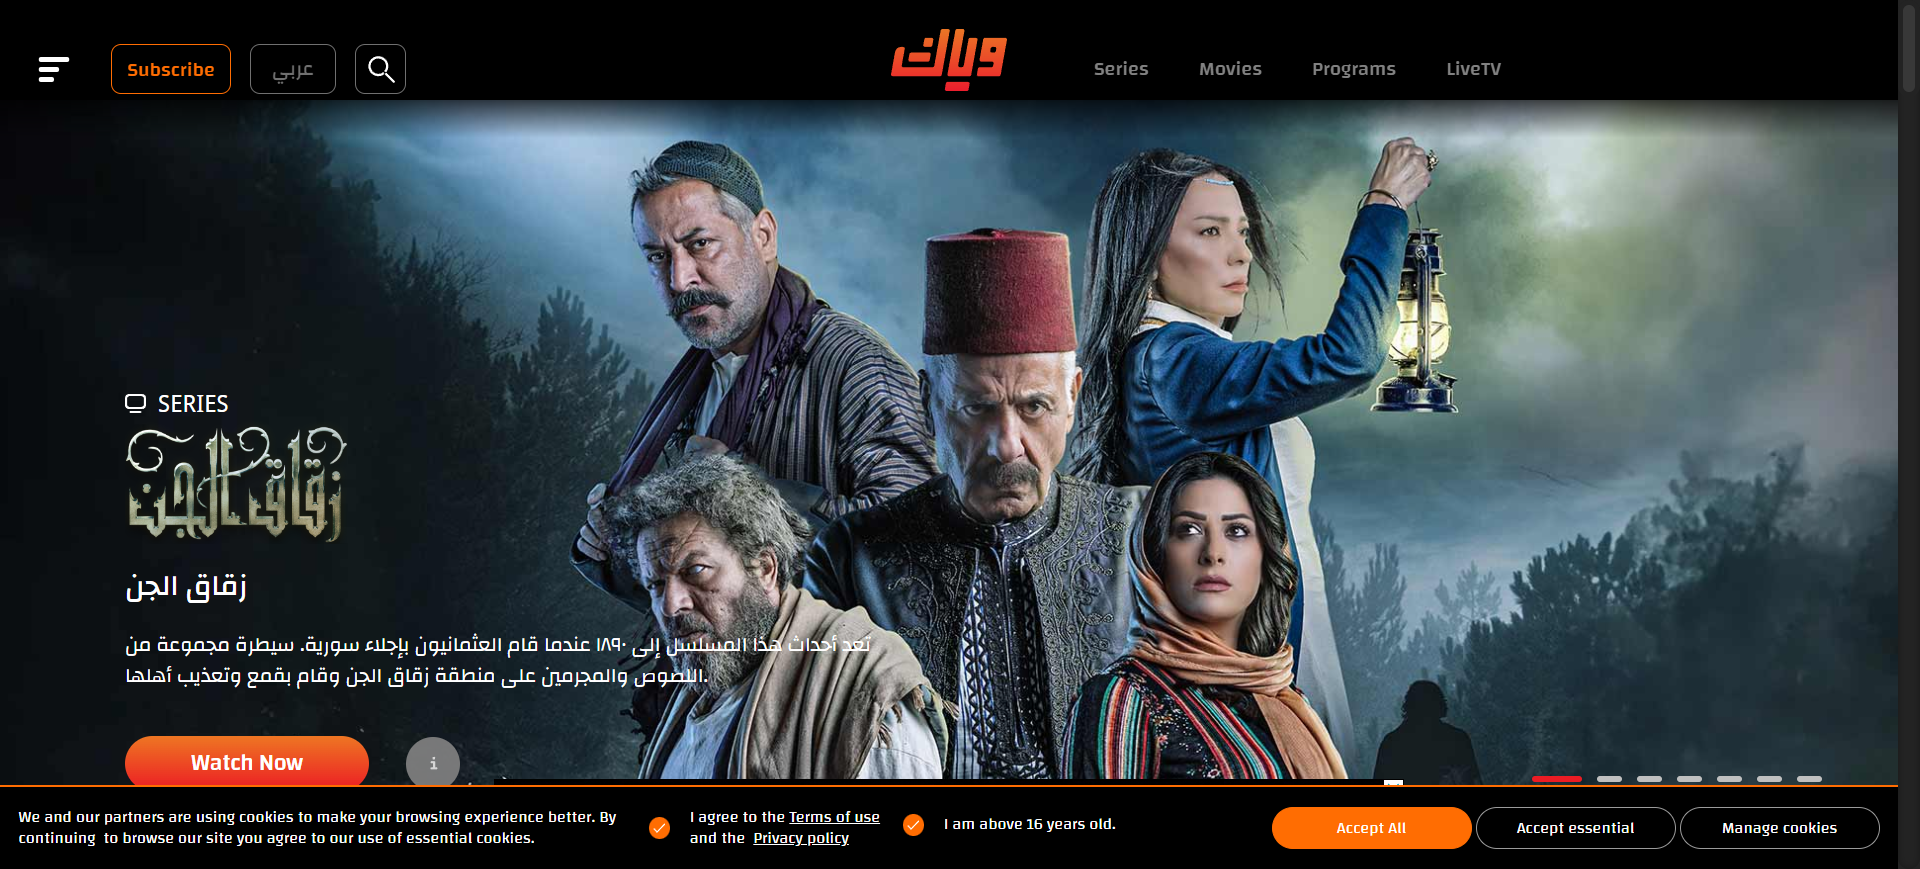 Subscribe
عربي
وياك
Series
Movies
Programs
LiveTV
SERIES
زقاق الجن
زقاق الجن
تعد أحداث هذا المسلسل إلى ١٨٩٠ عندما قام العثمانيون بإجلاء سورية. سيطرة مجموعة من
اللصوص والمجرمين على منطقة زقاق الجن وقام بقمع وتعذيب أهلها.
Watch Now
i
We and our partners are using cookies to make your browsing experience better. By
continuing to browse our site you agree to our use of essential cookies.
I agree to the Terms of use
and the Privacy policy
I am above 16 years old.
Accept All
Accept essential
Manage cookies